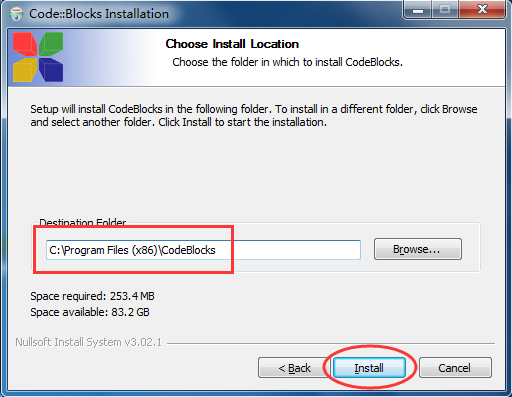 Code::Blocks Installation
Choose Install Location
Choose the folder in which to install CodeBlocks.
Setup will install CodeBlocks in the following folder. To install in a different folder, click Browse
and select another folder. Click Install to start the installation.
Destination Folder
C:\Program Files (x86)\CodeBlocks
Browse...
Space required: 253.4 MB
Space available: 83.2 GB
Nullsoft Install System v3.02.1
< Back
Install
Cancel